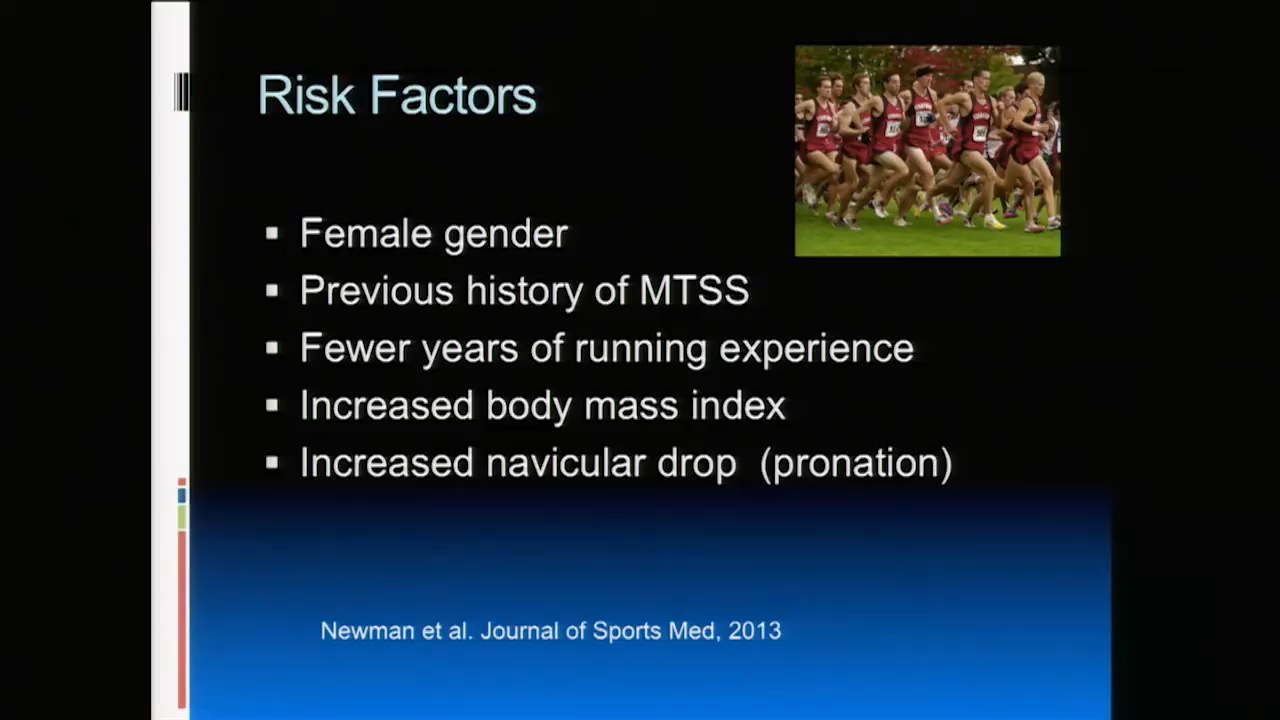 Risk Factors
Female gender
Previous history of MTSS
Fewer years of running experience
Increased body mass index
Increased navicular drop (pronation)
Newman et al. Journal of Sports Med, 2013